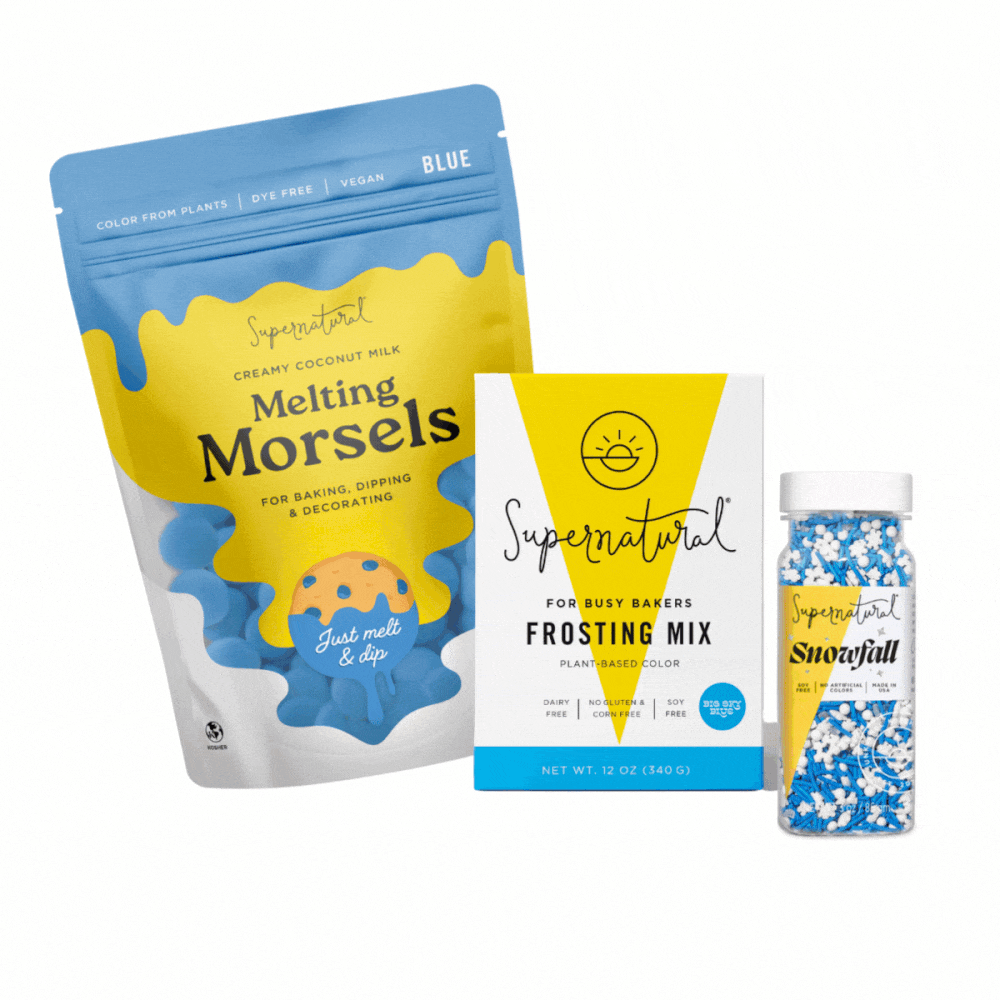 COLOR FROM PLANTS | DYE FREE | VEGAN
BLUE
Supernatural
CREAMY COCONUT MILK
Melting
Morsels
FOR BAKING, DIPPING
& DECORATING
Just melt
& dip
KOSHER
Supernatural®
FOR BUSY BAKERS
FROSTING MIX
PLANT-BASED COLOR
DAIRY FREE | NO GLUTEN & CORN FREE | SOY FREE
BIG SKY
BLUE
NET WT. 12 OZ (340 G)
Supernatural
Snowfall
SOY FREE | NO ARTIFICIAL COLORS | MADE IN USA